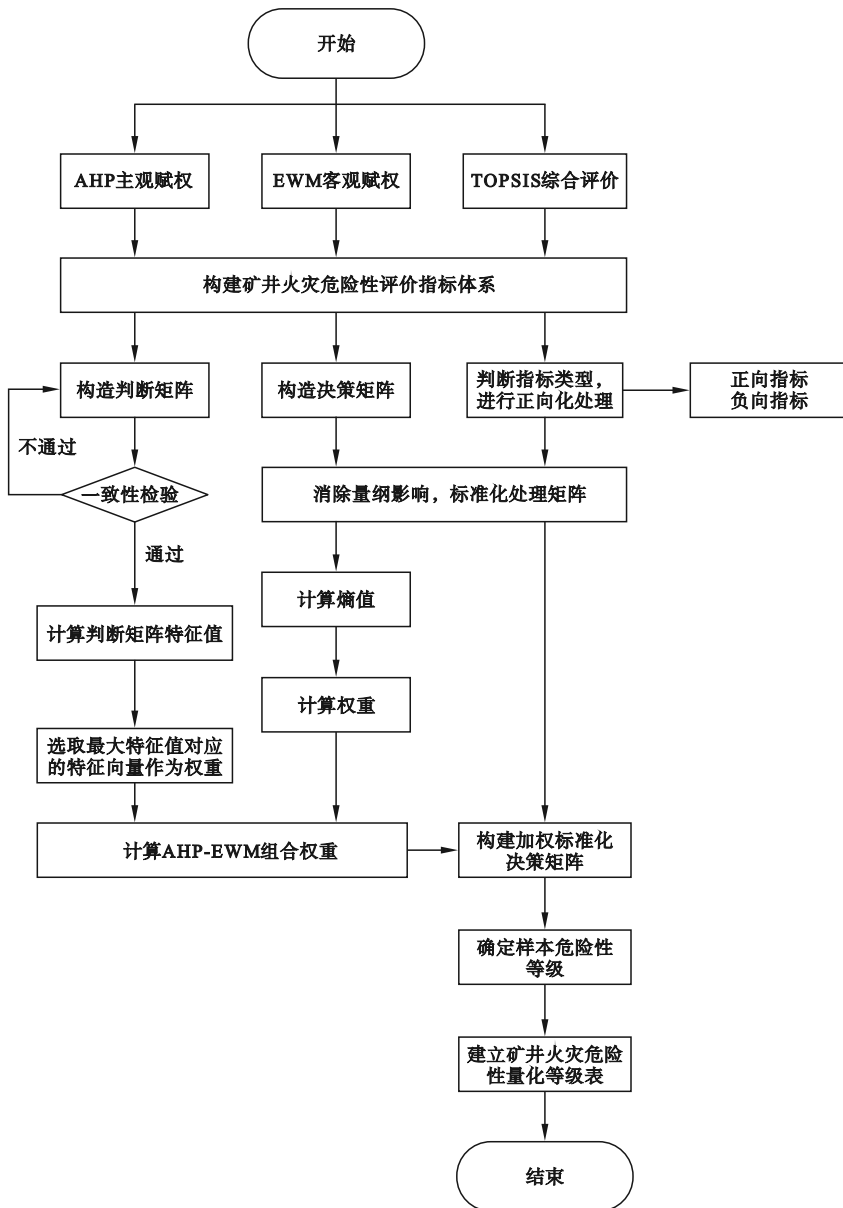 开始
AHP主观赋权
EWM客观赋权
TOPSIS综合评价
构建矿井火灾危险性评价指标体系
构造判断矩阵
构造决策矩阵
判断指标类型，
进行正向化处理
正向指标
负向指标
不通过
一致性检验
消除量纲影响，标准化处理矩阵
通过
计算熵值
计算判断矩阵特征值
计算权重
选取最大特征值对应
的特征向量作为权重
计算AHP-EWM组合权重
构建加权标准化
决策矩阵
确定样本危险性
等级
建立矿井火灾危险
性量化等级表
结束